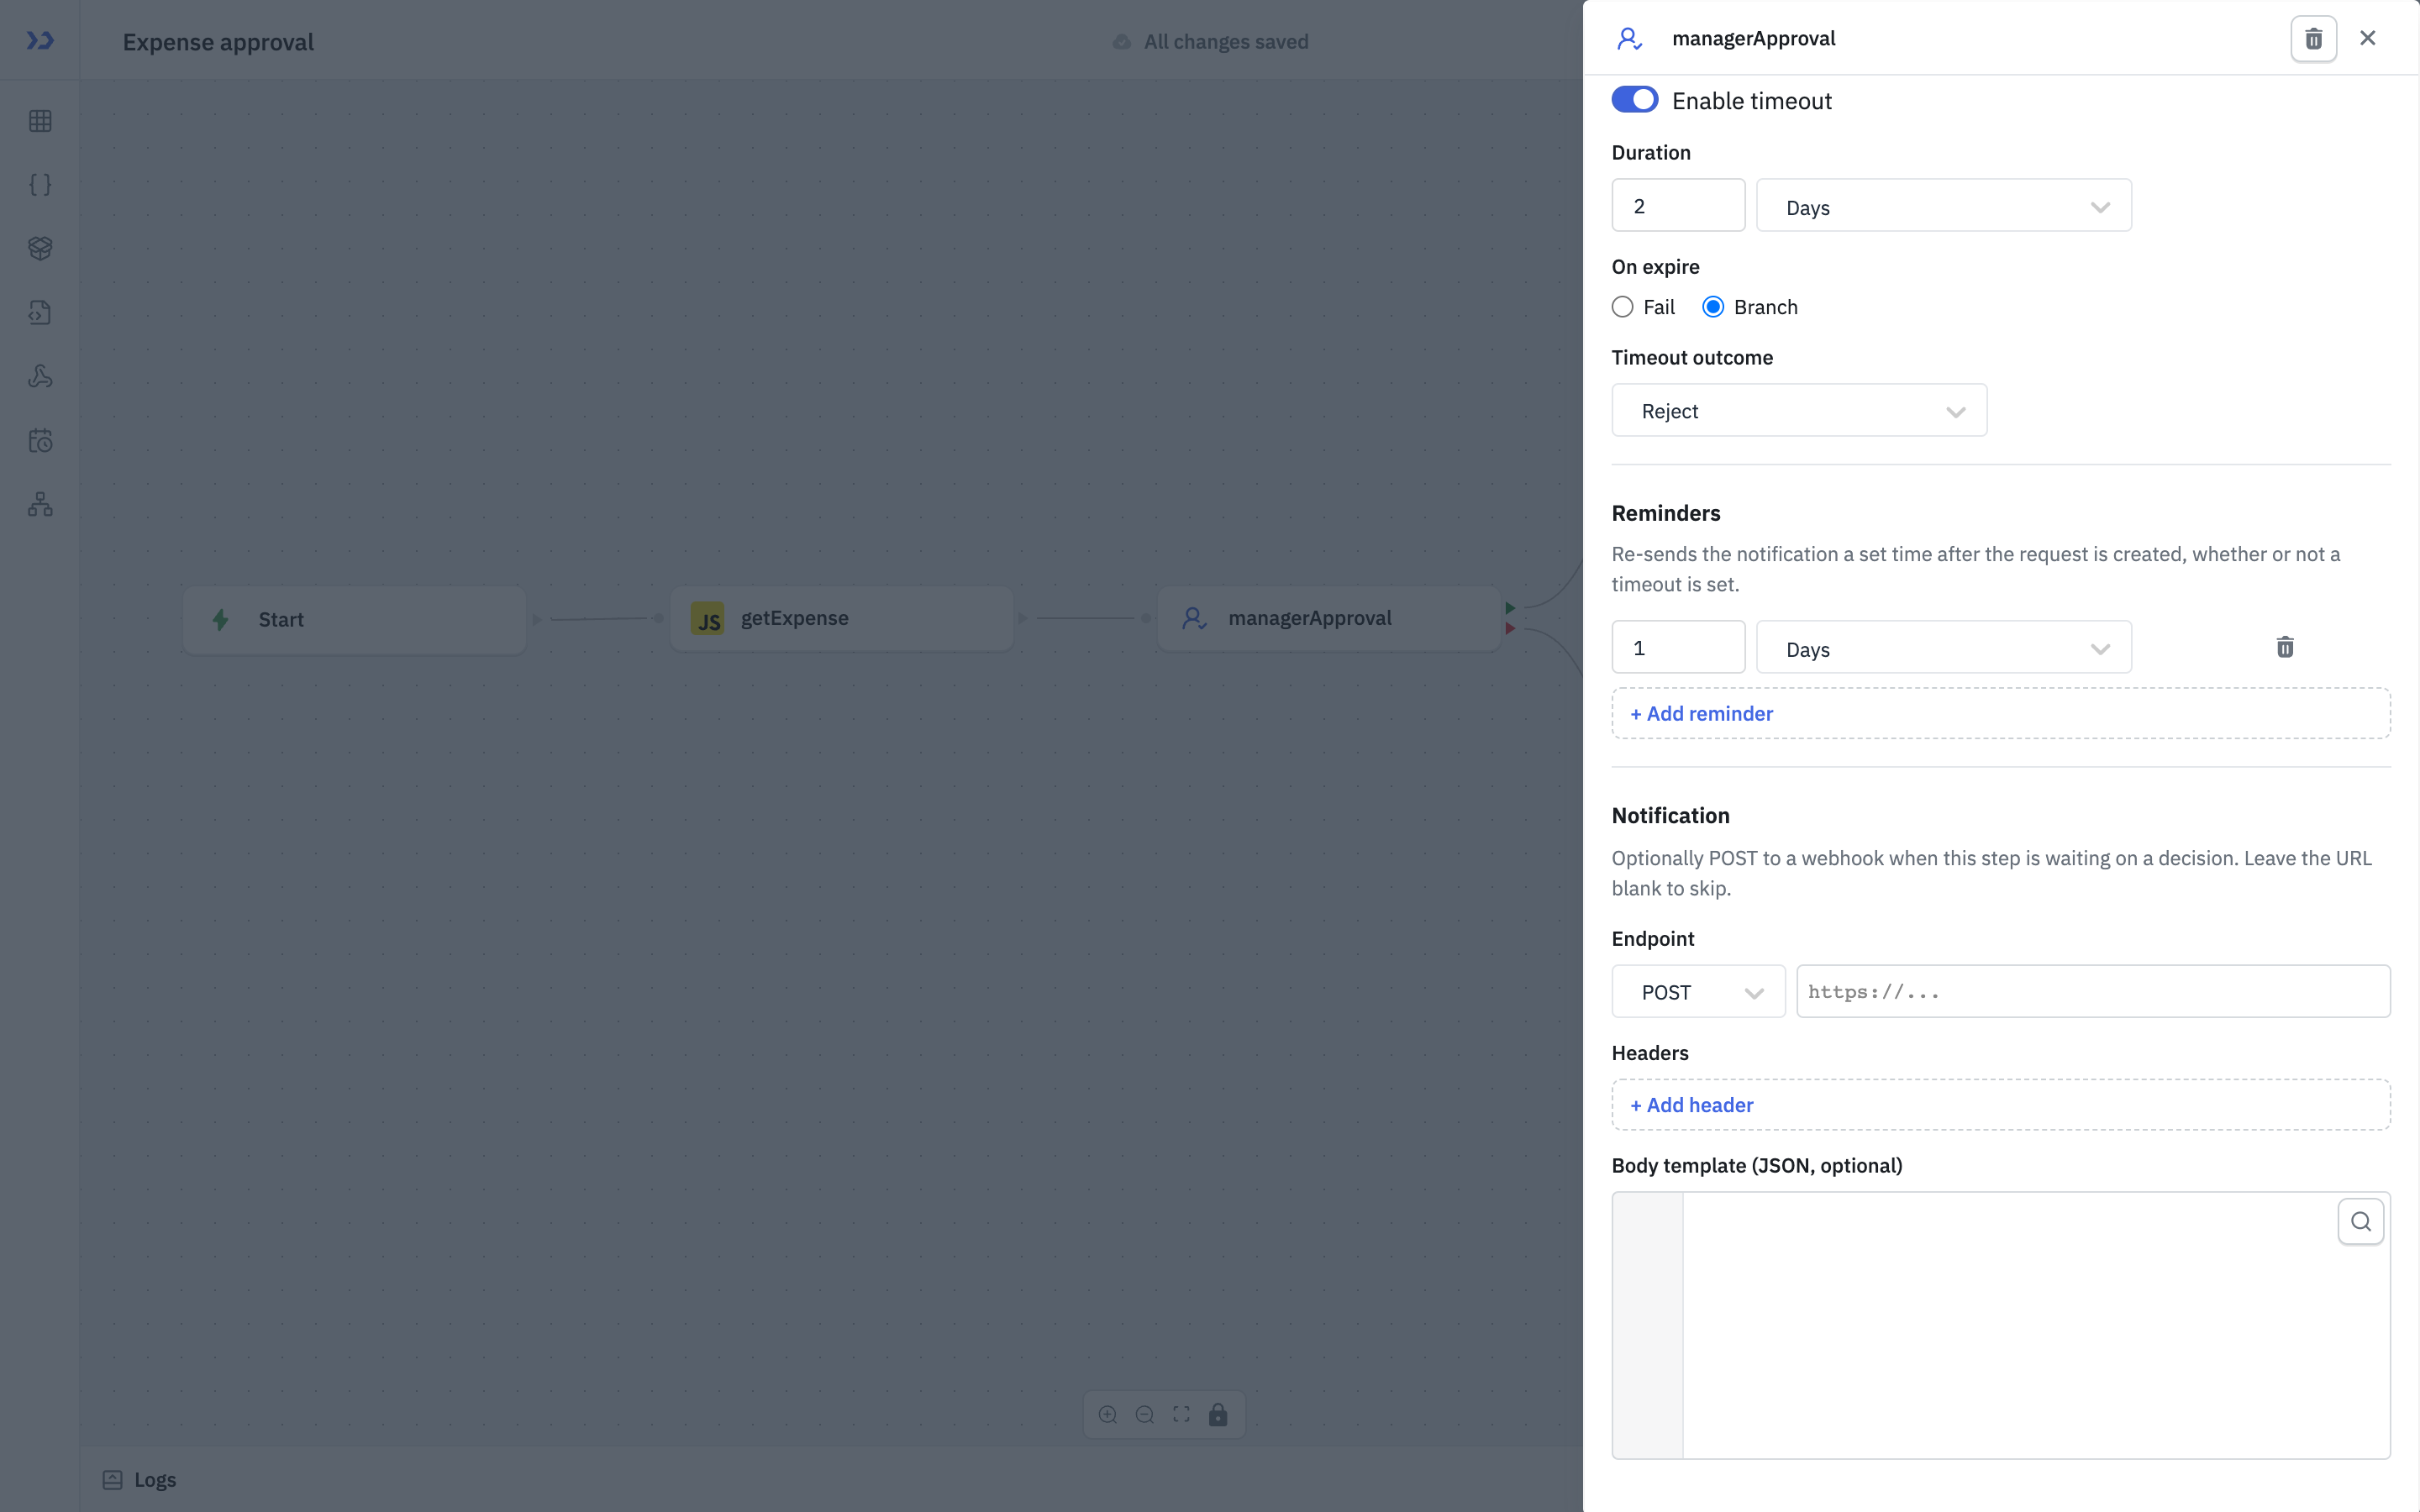 Expense approval
All changes saved
managerApproval
Enable timeout
Duration
2
Days
On expire
Fail
Branch
Timeout outcome
Reject
Reminders
Re-sends the notification a set time after the request is created, whether or not a
timeout is set.
1
Days
+ Add reminder
Notification
Optionally POST to a webhook when this step is waiting on a decision. Leave the URL
blank to skip.
Endpoint
POST
https://...
Headers
+ Add header
Body template (JSON, optional)
Start
JS
getExpense
managerApproval
Logs